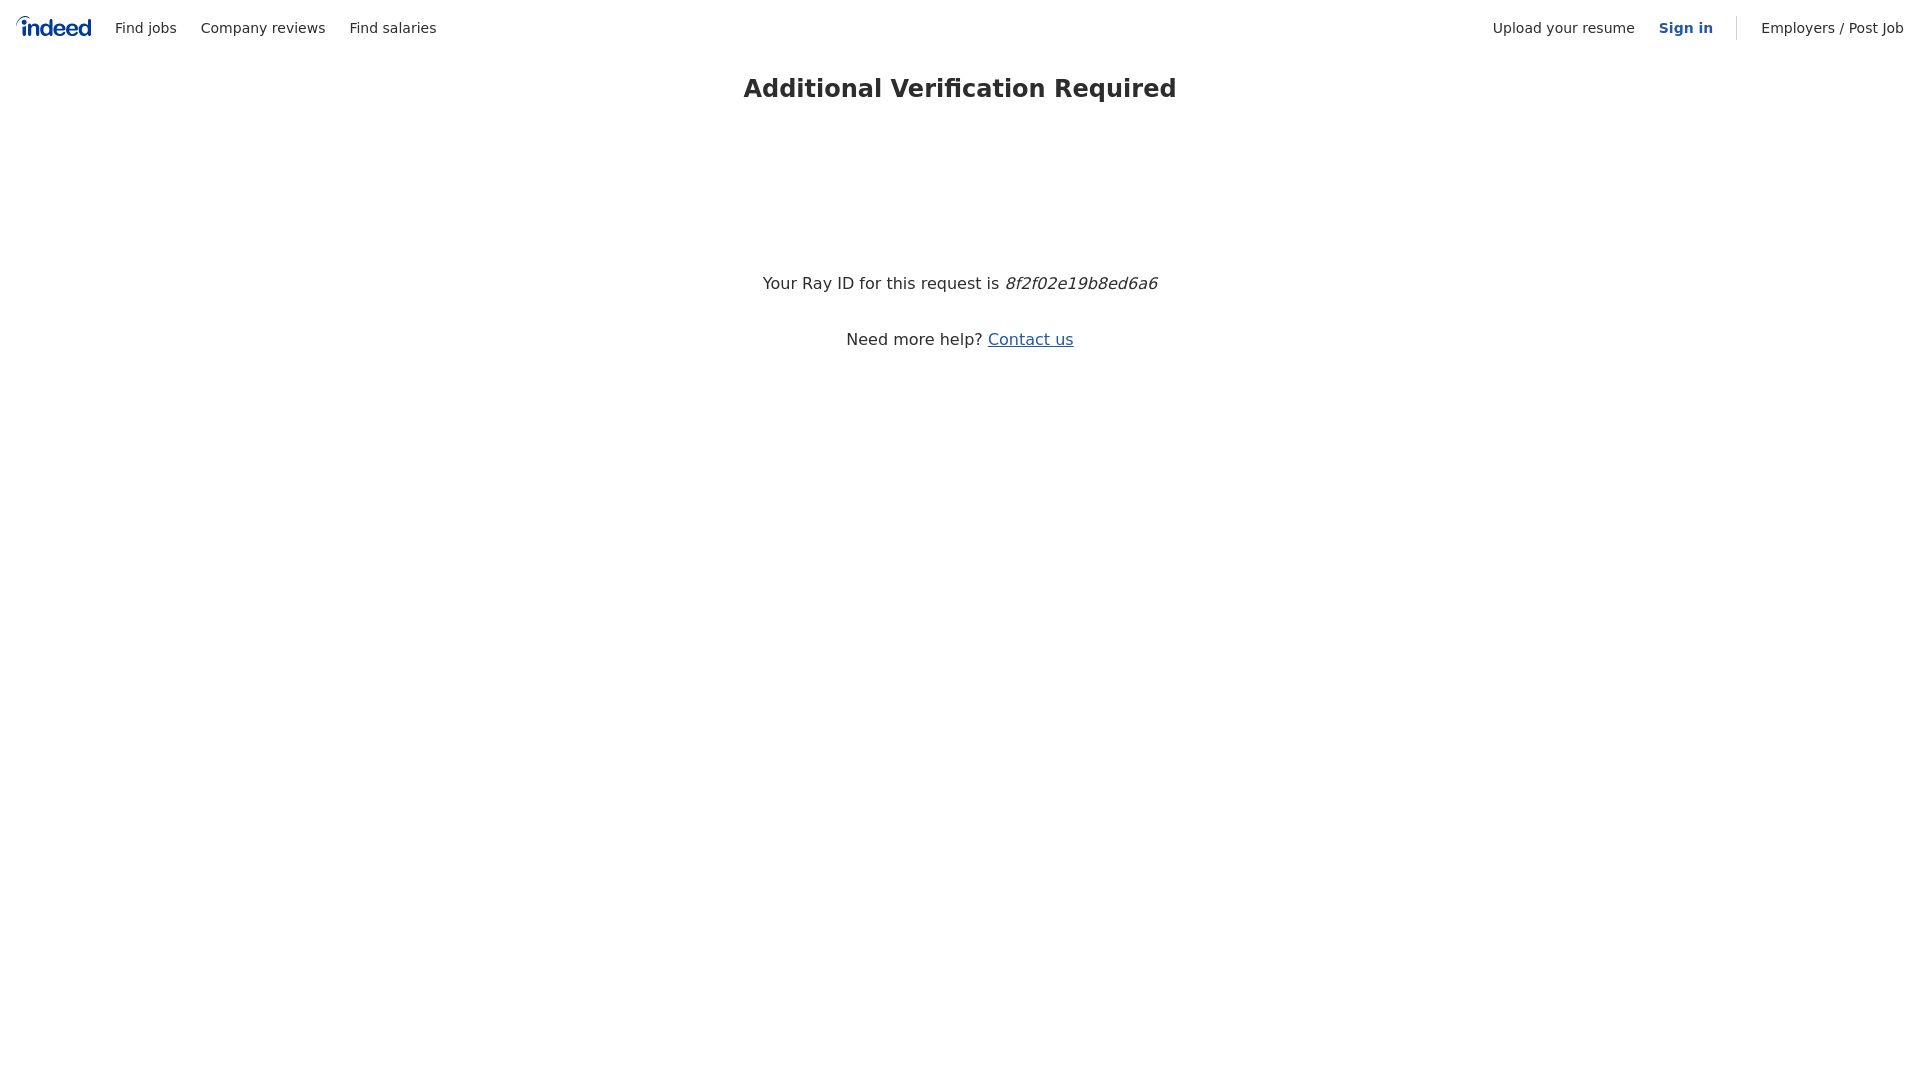 indeed Find jobs Company reviews Find salaries Upload your resume Sign in Employers / Post Job
Additional Verification Required
Your Ray ID for this request is 8f2f02e19b8ed6a6
Need more help? Contact us